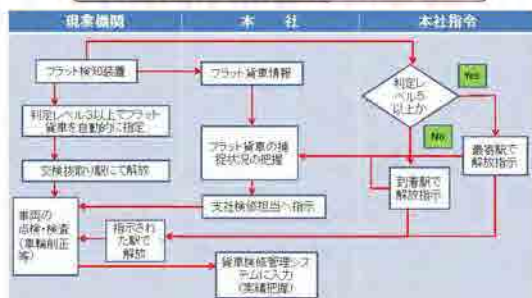 現業機関
本 社
本社指令
フラット検知装置
フラット貨車情報
判定レ
ベル5
以上か
Yes
No
判定レベル3以上でフラット
貨車を自動的に指定
フラット貨車の捕
捉状況の把握
最寄駅で
解放指示
交検抜取り駅にて解放
到着駅で
解放指示
支社検修担当へ指示
車両の
点検・検査
(車輪削正
等)
指示され
た駅で
解放
貨車検修管理シ
ステムに入力
(実績把握)